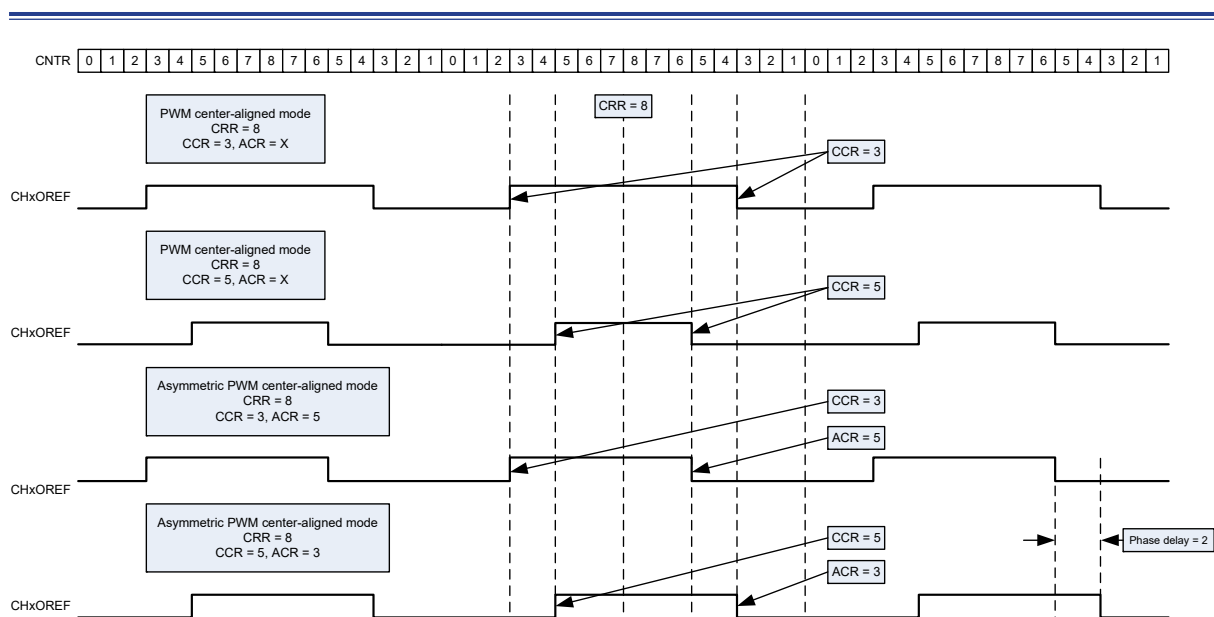 CNTR 0 1 2 3 4 5 6 7 8 7 6 5 4 3 2 1 0 1 2 3 4 5 6 7 8 7 6 5 4 3 2 1 0 1 2 3 4 5 6 7 8 7 6 5 4 3 2 1
CRR = 8
PWM center-aligned mode
CRR = 8
CCR = 3, ACR = X
CCR = 3
CHxOREF
PWM center-aligned mode
CRR = 8
CCR = 5, ACR = X
CCR = 5
CHxOREF
Asymmetric PWM center-aligned mode
CRR = 8
CCR = 3, ACR = 5
CCR = 3
ACR = 5
CHxOREF
Asymmetric PWM center-aligned mode
CRR = 8
CCR = 5, ACR = 3
CCR = 5
Phase delay = 2
ACR = 3
CHxOREF